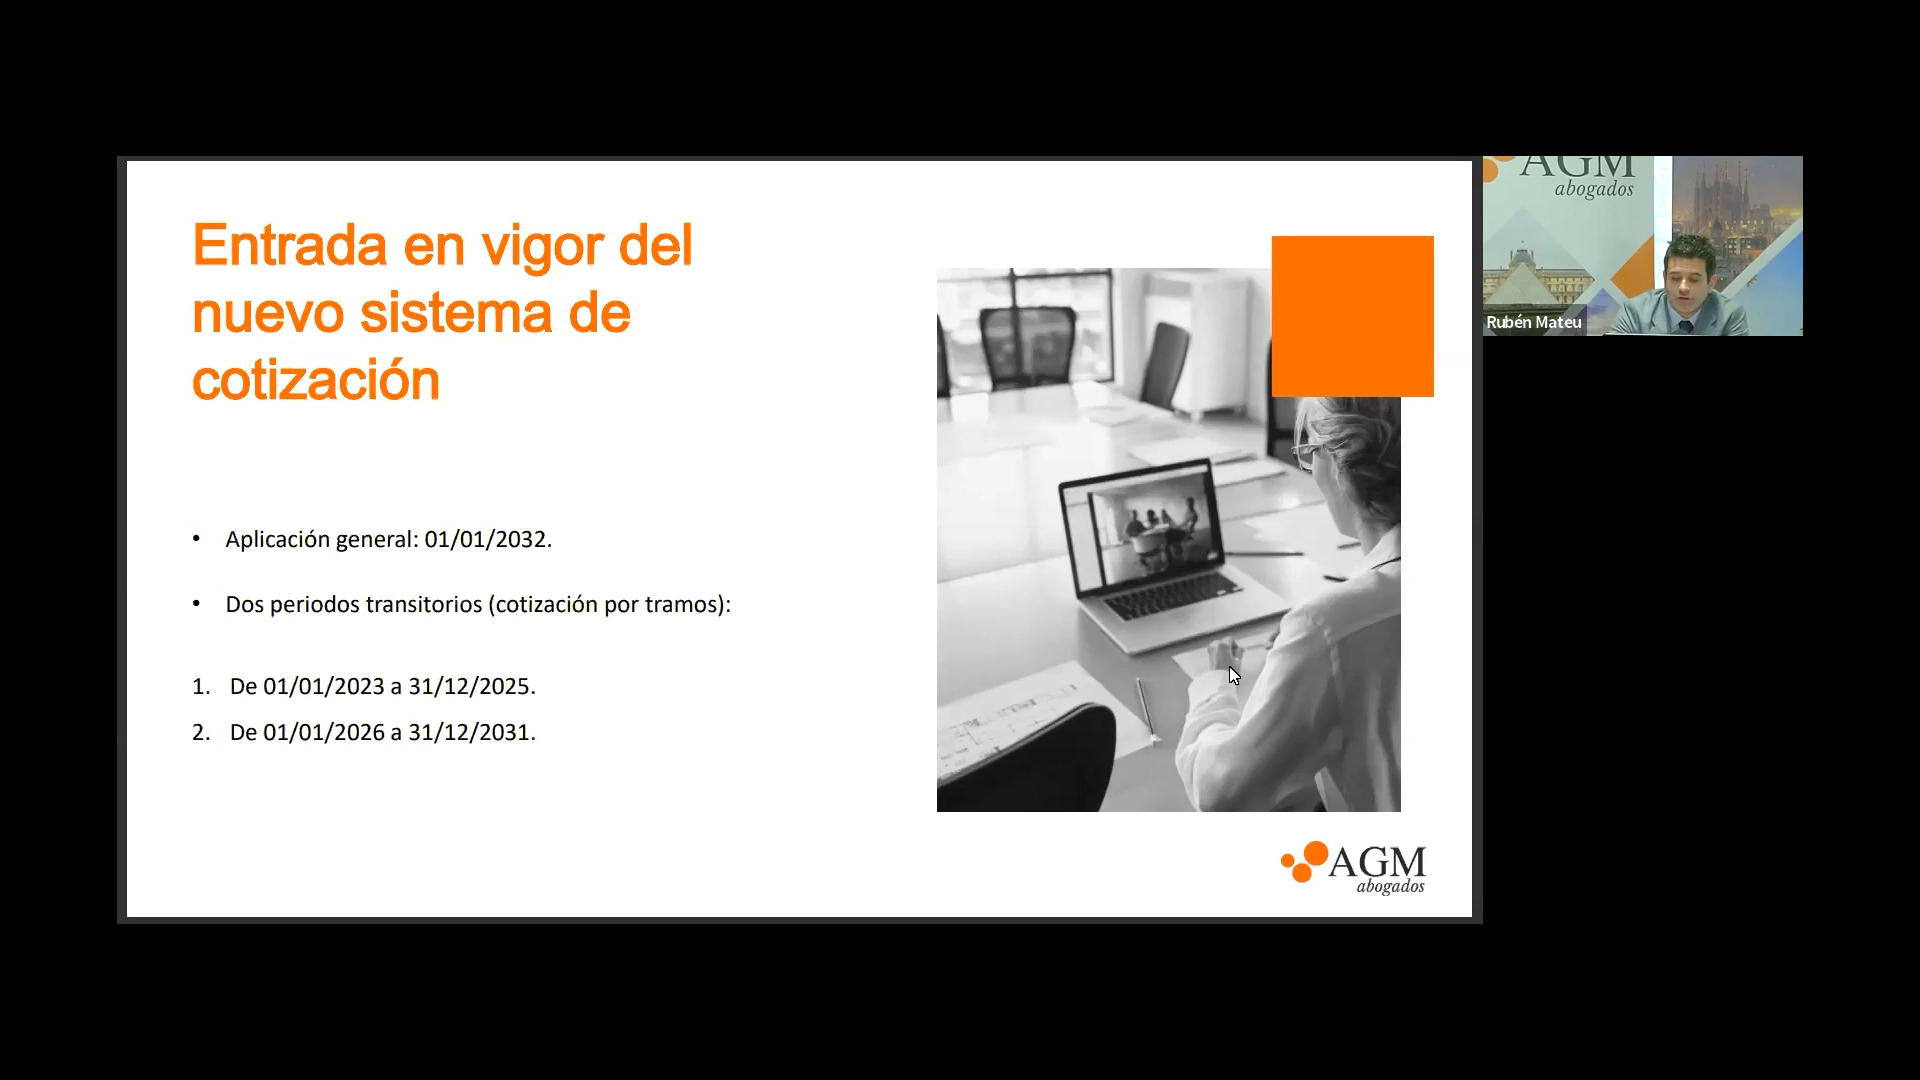 Entrada en vigor del
nuevo sistema de
cotización
• Aplicación general: 01/01/2032.
• Dos periodos transitorios (cotización por tramos):
1. De 01/01/2023 a 31/12/2025.
2. De 01/01/2026 a 31/12/2031.
AGM
abogados
AGM
abogados
Rubén Mateu